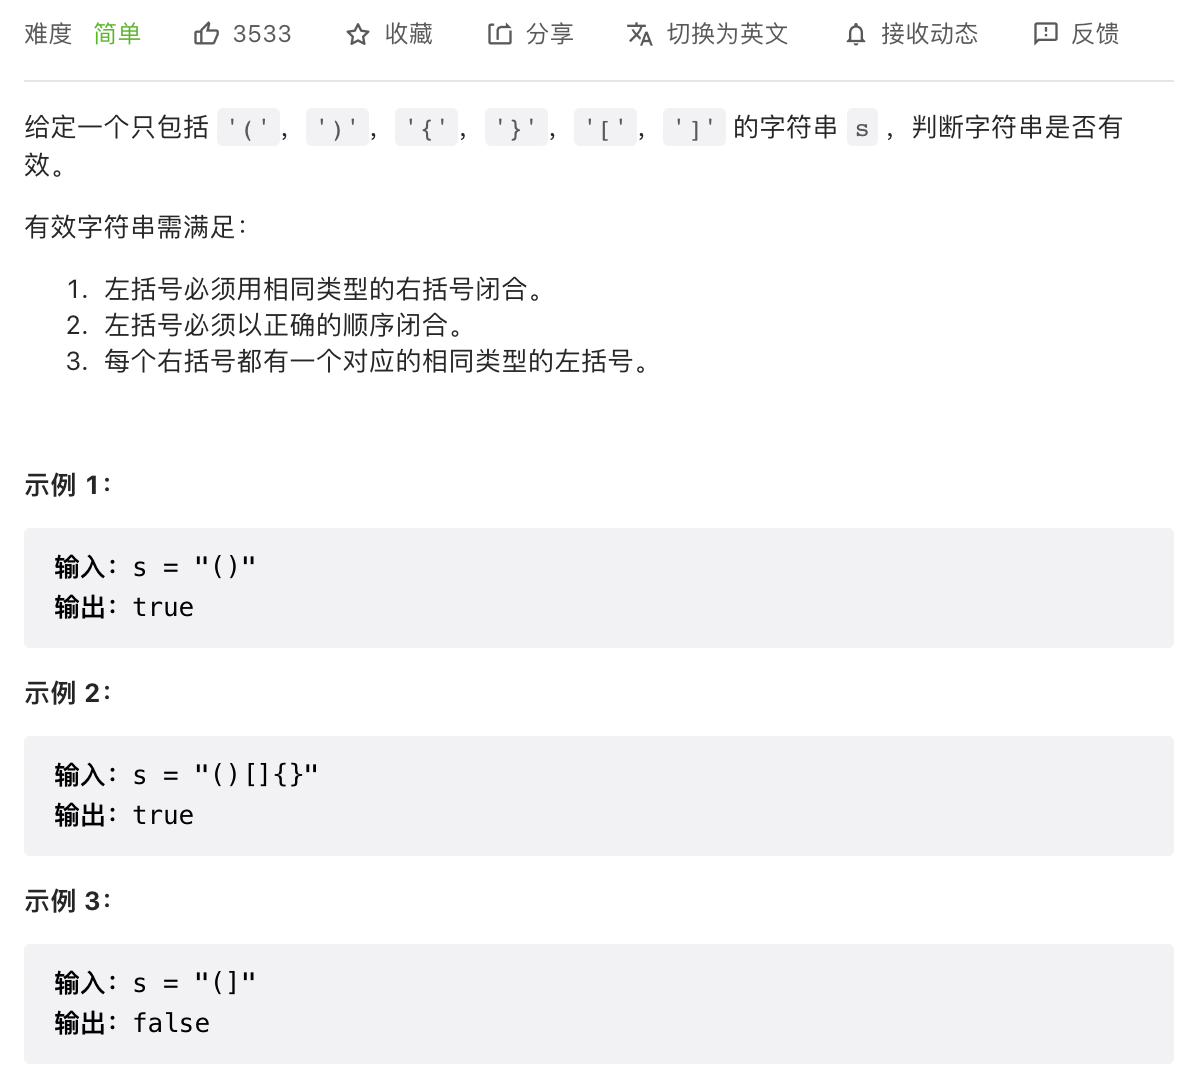 难度 简单 3533 收藏 分享 切换为英文 接收动态 反馈
给定一个只包括 '('，')'，'{'，'}'，'['，']' 的字符串 s ，判断字符串是否有
效。
有效字符串需满足：
1. 左括号必须用相同类型的右括号闭合。
2. 左括号必须以正确的顺序闭合。
3. 每个右括号都有一个对应的相同类型的左括号。
示例 1：
输入：s = "()"
输出：true
示例 2：
输入：s = "()[]{}"
输出：true
示例 3：
输入：s = "(]"
输出：false